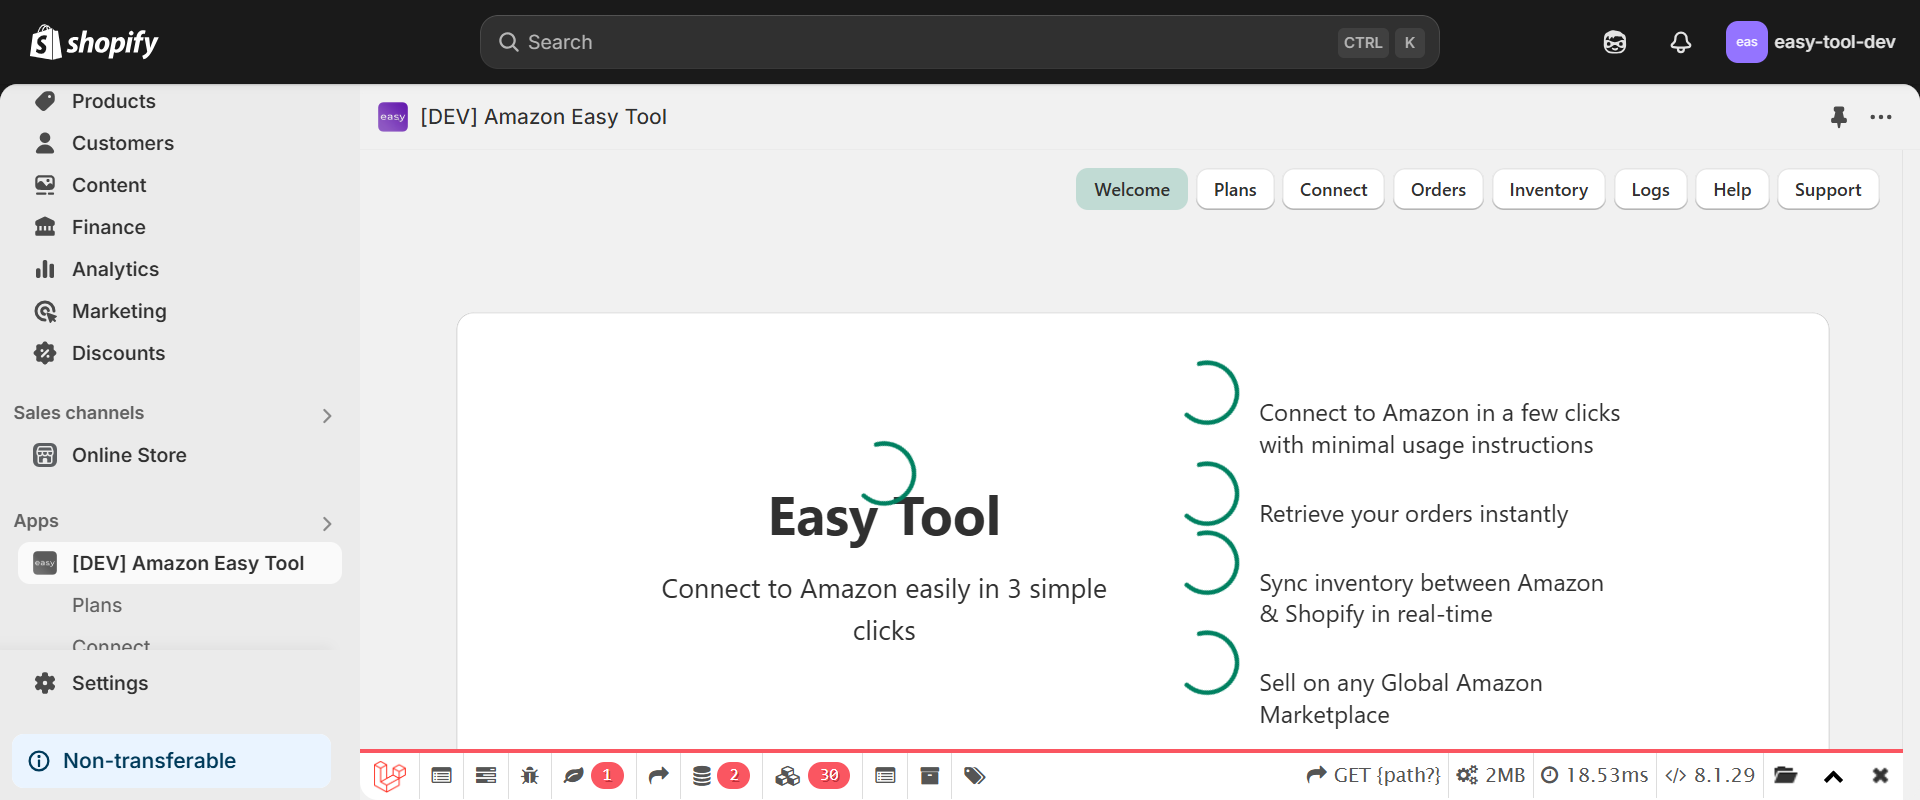 shopify
Search
CTRL K
eas
easy-tool-dev
Products
Customers
Content
Finance
Analytics
Marketing
Discounts
Sales channels
Online Store
Apps
easy
[DEV] Amazon Easy Tool
Plans
Connect
Settings
Non-transferable
easy
[DEV] Amazon Easy Tool
Welcome
Plans
Connect
Orders
Inventory
Logs
Help
Support
Easy Tool
Connect to Amazon easily in 3 simple
clicks
Connect to Amazon in a few clicks
with minimal usage instructions
Retrieve your orders instantly
Sync inventory between Amazon
& Shopify in real-time
Sell on any Global Amazon
Marketplace
1
2
30
GET {path?}
2MB
18.53ms
8.1.29